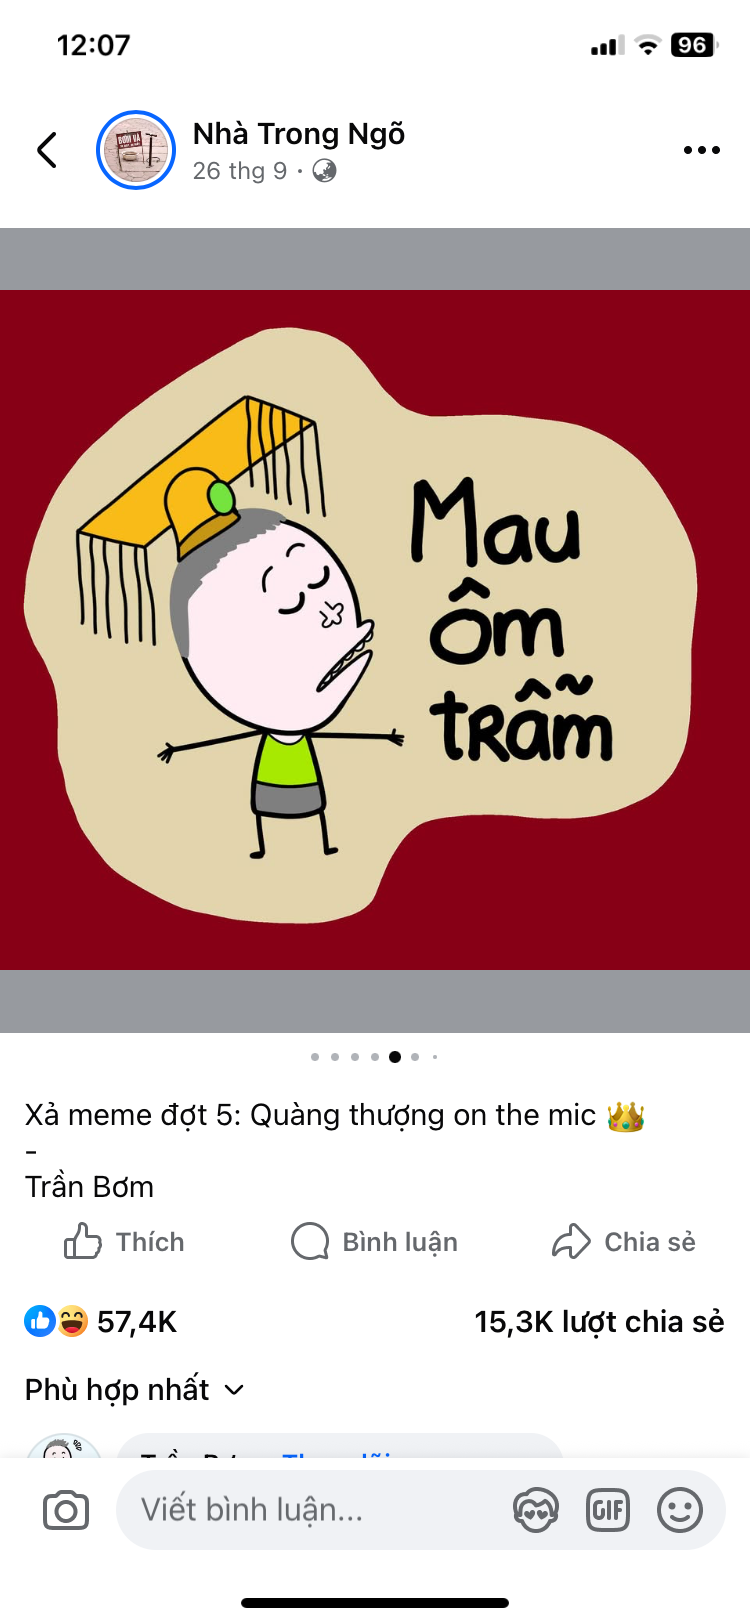 12:07
96
Nhà Trong Ngõ
26 thg 9
Mau
ôm
trẫm
Xả meme đợt 5: Quàng thượng on the mic 👑
-
Trần Bơm
Thích
Bình luận
Chia sẻ
57,4K
15,3K lượt chia sẻ
Phù hợp nhất
Viết bình luận...
GIF